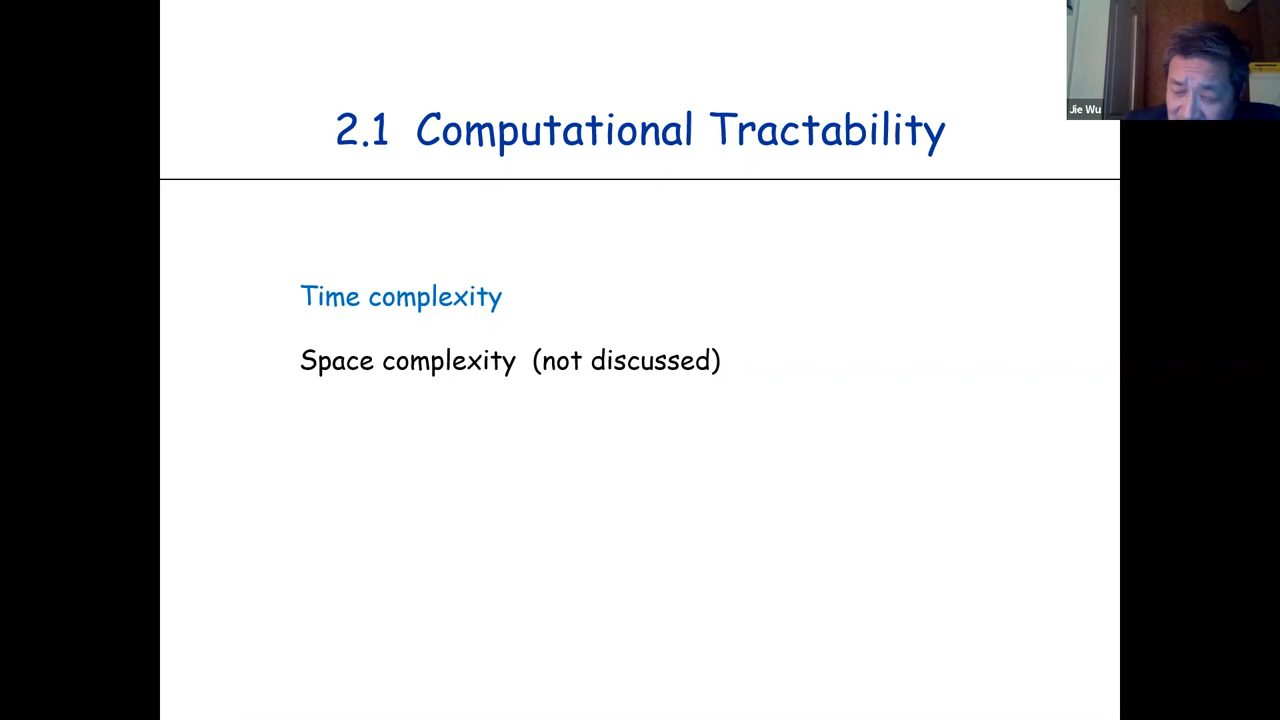 2.1 Computational Tractability
Jie Wu
Time complexity
Space complexity (not discussed)